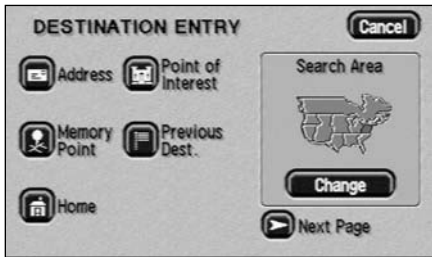 DESTINATION ENTRY
Cancel
Address
Point of
Interest
Search Area
Memory
Point
Previous
Dest.
Change
Home
Next Page